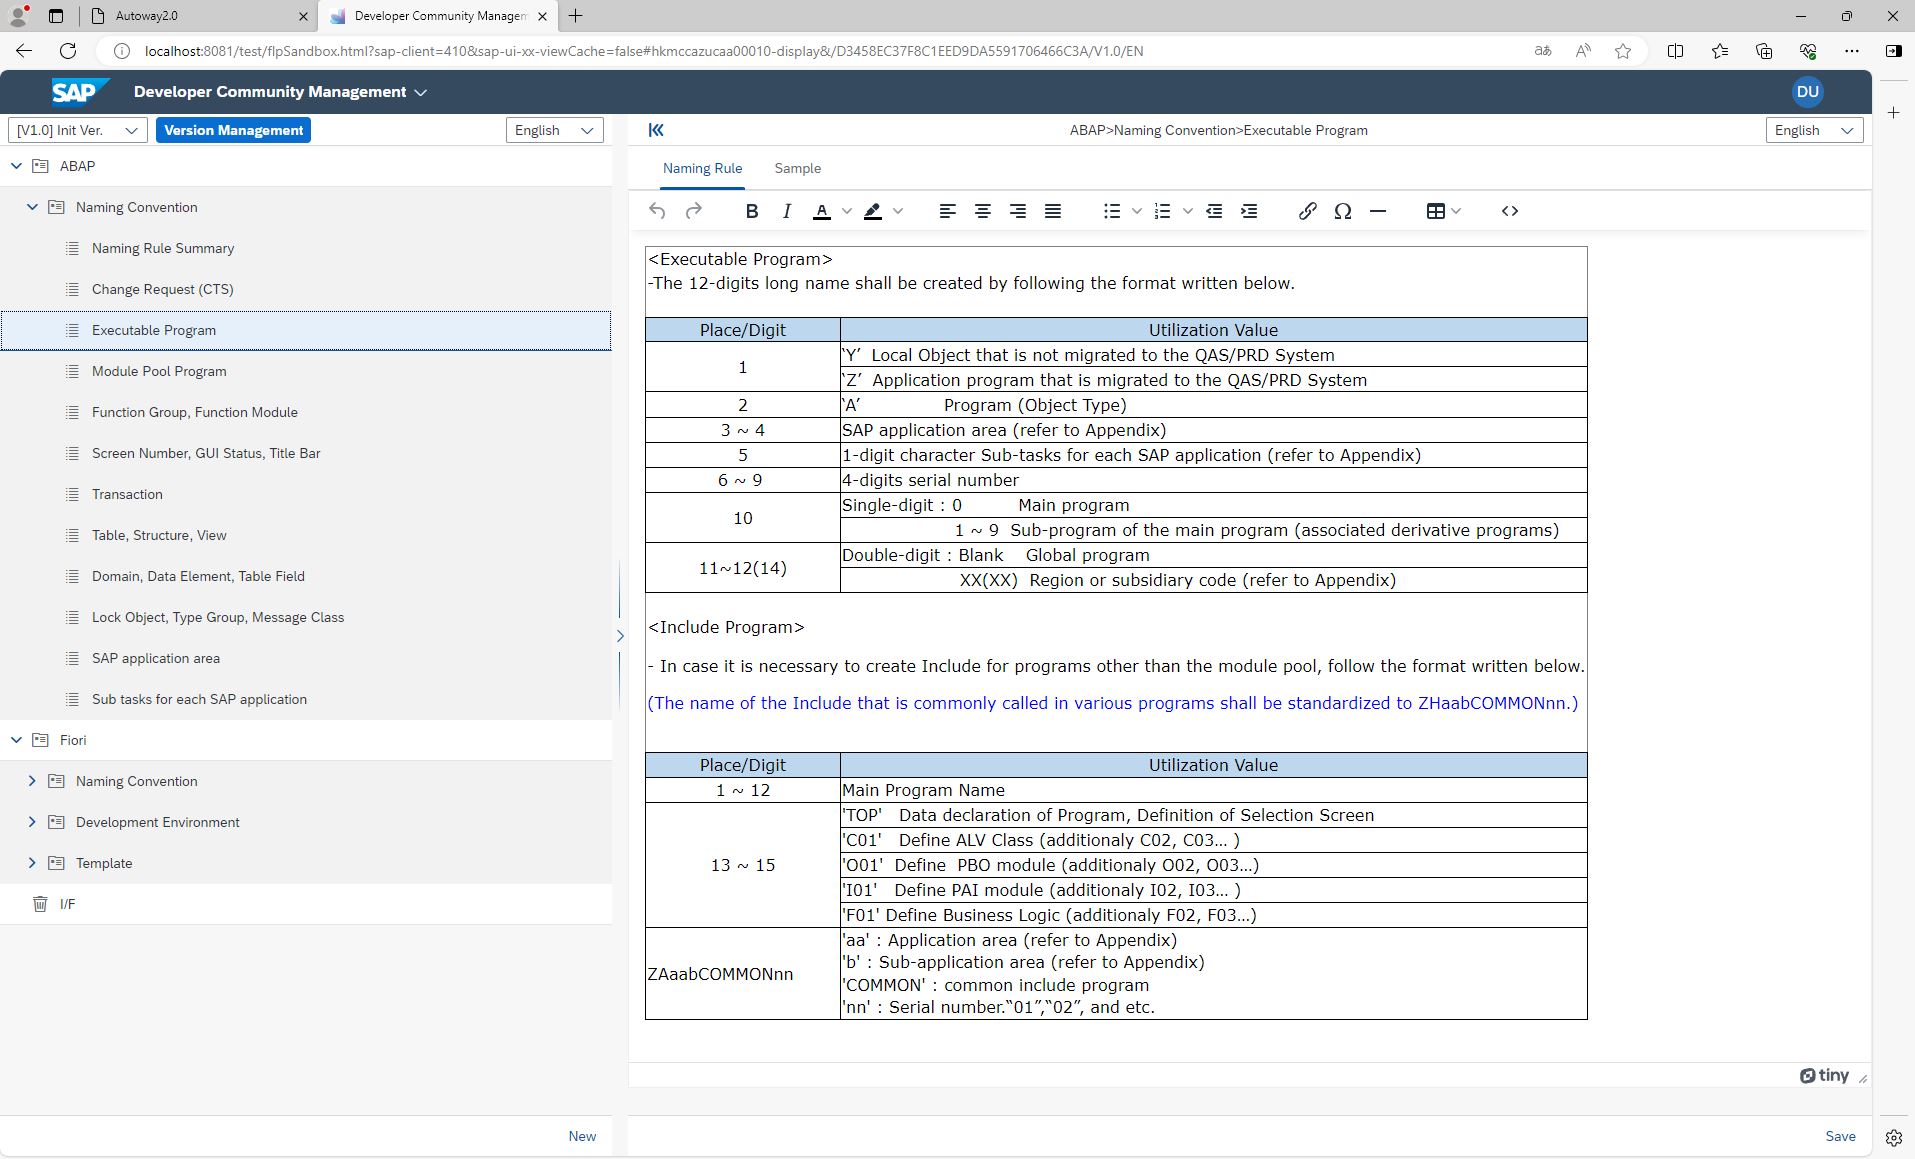 Autoway2.0
Developer Community Managem
localhost:8081/test/flpSandbox.html?sap-client=410&sap-ui-xx-viewCache=false#hkmccazucaa00010-display&/D3458EC37F8C1EED9DA5591706466C3A/V1.0/EN
SAP Developer Community Management DU
[V1.0] Init Ver. Version Management English
ABAP
Naming Convention
Naming Rule Summary
Change Request (CTS)
Executable Program
Module Pool Program
Function Group, Function Module
Screen Number, GUI Status, Title Bar
Transaction
Table, Structure, View
Domain, Data Element, Table Field
Lock Object, Type Group, Message Class
SAP application area
Sub tasks for each SAP application
Fiori
Naming Convention
Development Environment
Template
I/F
New
ABAP>Naming Convention>Executable Program English
Naming Rule Sample
<Executable Program>
-The 12-digits long name shall be created by following the format written below.
Place/Digit Utilization Value
1 ‘Y’ Local Object that is not migrated to the QAS/PRD System
‘Z’ Application program that is migrated to the QAS/PRD System
2 ‘A’ Program (Object Type)
3 ~ 4 SAP application area (refer to Appendix)
5 1-digit character Sub-tasks for each SAP application (refer to Appendix)
6 ~ 9 4-digits serial number
10 Single-digit : 0 Main program
1 ~ 9 Sub-program of the main program (associated derivative programs)
11~12(14) Double-digit : Blank Global program
XX(XX) Region or subsidiary code (refer to Appendix)
<Include Program>
- In case it is necessary to create Include for programs other than the module pool, follow the format written below.
(The name of the Include that is commonly called in various programs shall be standardized to ZHaabCOMMONnn.)
Place/Digit Utilization Value
1 ~ 12 Main Program Name
13 ~ 15 'TOP' Data declaration of Program, Definition of Selection Screen
'C01' Define ALV Class (additionaly C02, C03... )
'O01' Define PBO module (additionaly O02, O03...)
'I01' Define PAI module (additionaly I02, I03... )
'F01' Define Business Logic (additionaly F02, F03...)
ZAaabCOMMONnn 'aa' : Application area (refer to Appendix)
'b' : Sub-application area (refer to Appendix)
'COMMON' : common include program
'nn' : Serial number.“01”,“02”, and etc.
tiny
Save